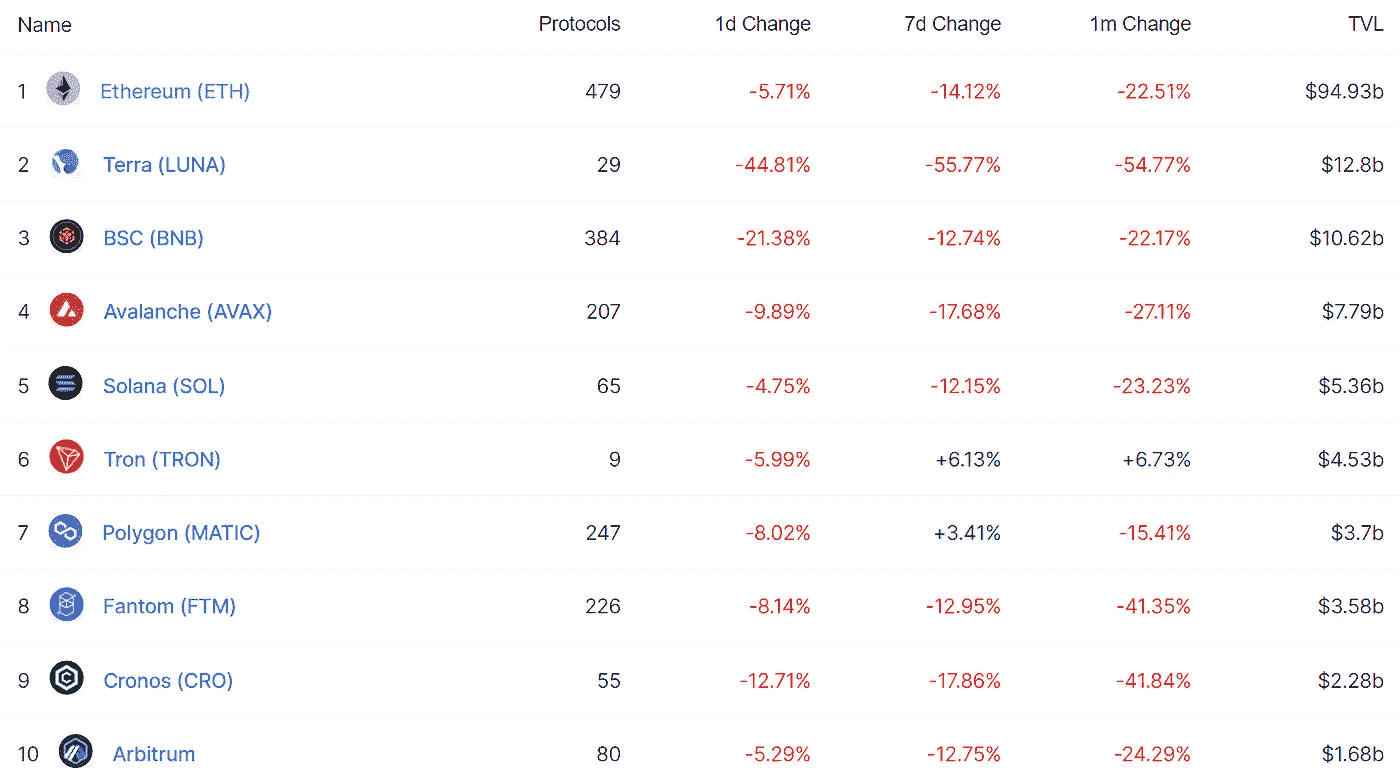 Name Protocols 1d Change 7d Change 1m Change TVL
1 Ethereum (ETH) 479 -5.71% -14.12% -22.51% $94.93b
2 Terra (LUNA) 29 -44.81% -55.77% -54.77% $12.8b
3 BSC (BNB) 384 -21.38% -12.74% -22.17% $10.62b
4 Avalanche (AVAX) 207 -9.89% -17.68% -27.11% $7.79b
5 Solana (SOL) 65 -4.75% -12.15% -23.23% $5.36b
6 Tron (TRON) 9 -5.99% +6.13% +6.73% $4.53b
7 Polygon (MATIC) 247 -8.02% +3.41% -15.41% $3.7b
8 Fantom (FTM) 226 -8.14% -12.95% -41.35% $3.58b
9 Cronos (CRO) 55 -12.71% -17.86% -41.84% $2.28b
10 Arbitrum 80 -5.29% -12.75% -24.29% $1.68b